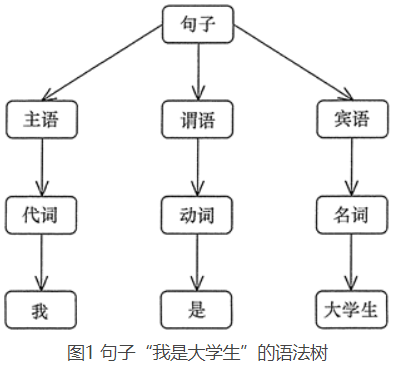 句子
主语 谓语 宾语
代词 动词 名词
我 是 大学生
图1 句子“我是大学生”的语法树